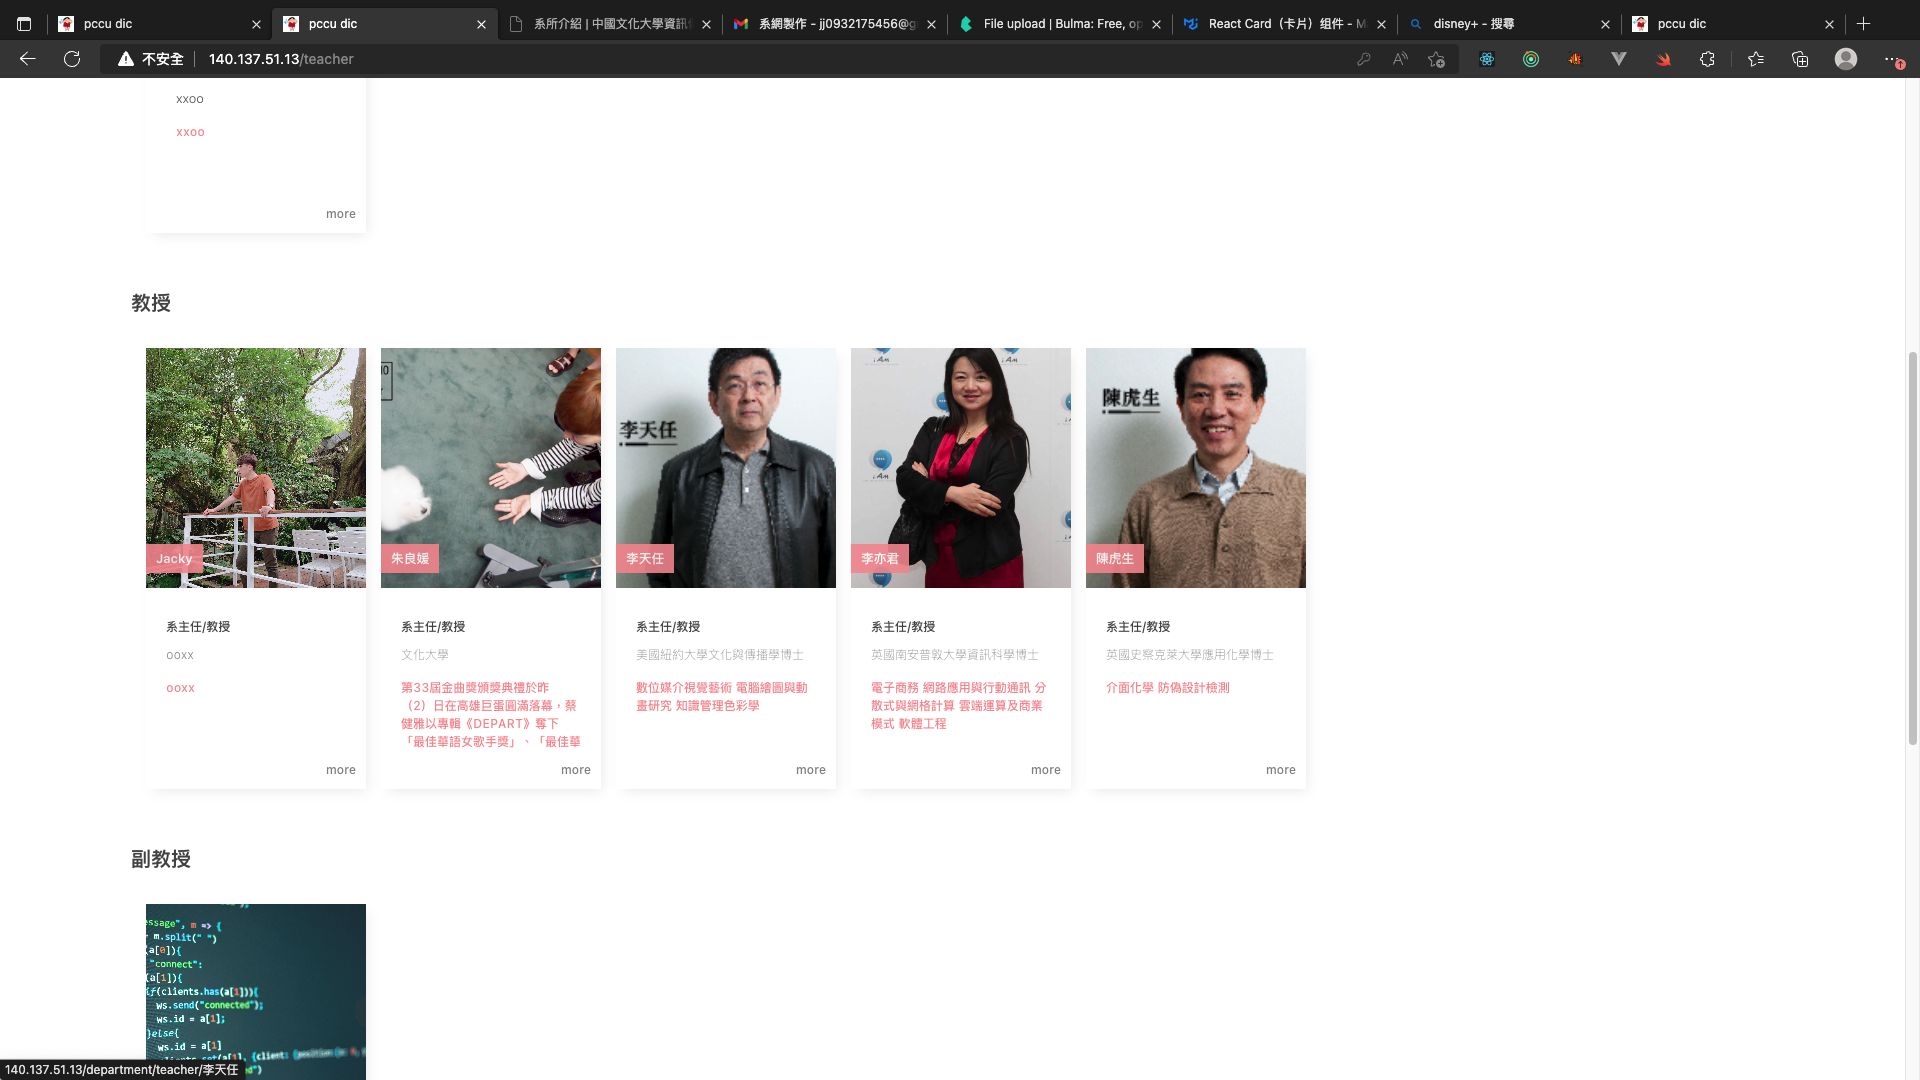 pccu dic
pccu dic
系所介紹 | 中國文化大學資訊
系網製作 - jj0932175456@g
File upload | Bulma: Free, op
React Card（卡片）组件 - M
disney+ - 搜尋
pccu dic
不安全
140.137.51.13/teacher
xxoo
xxoo
more
教授
李天任
陳虎生
Jacky
朱良媛
李天任
李亦君
陳虎生
系主任/教授
ooxx
ooxx
more
系主任/教授
文化大學
第33屆金曲獎頒獎典禮於昨
（2）日在高雄巨蛋圓滿落幕，蔡
健雅以專輯《DEPART》奪下
「最佳華語女歌手獎」、「最佳華
more
系主任/教授
美國紐約大學文化與傳播學博士
數位媒介視覺藝術 電腦繪圖與動
畫研究 知識管理色彩學
more
系主任/教授
英國南安普敦大學資訊科學博士
電子商務 網路應用與行動通訊 分
散式與網格計算 雲端運算及商業
模式 軟體工程
more
系主任/教授
英國史察克萊大學應用化學博士
介面化學 防偽設計檢測
more
副教授
essage", m => {
r m.split(" ")
(a[0]){
"connect":
(a[1]){
if(clients.has(a[1])){
ws.send("connected");
ws.id = a[1];
}else{
ws.id = a[1]
140.137.51.13/department/teacher/李天任